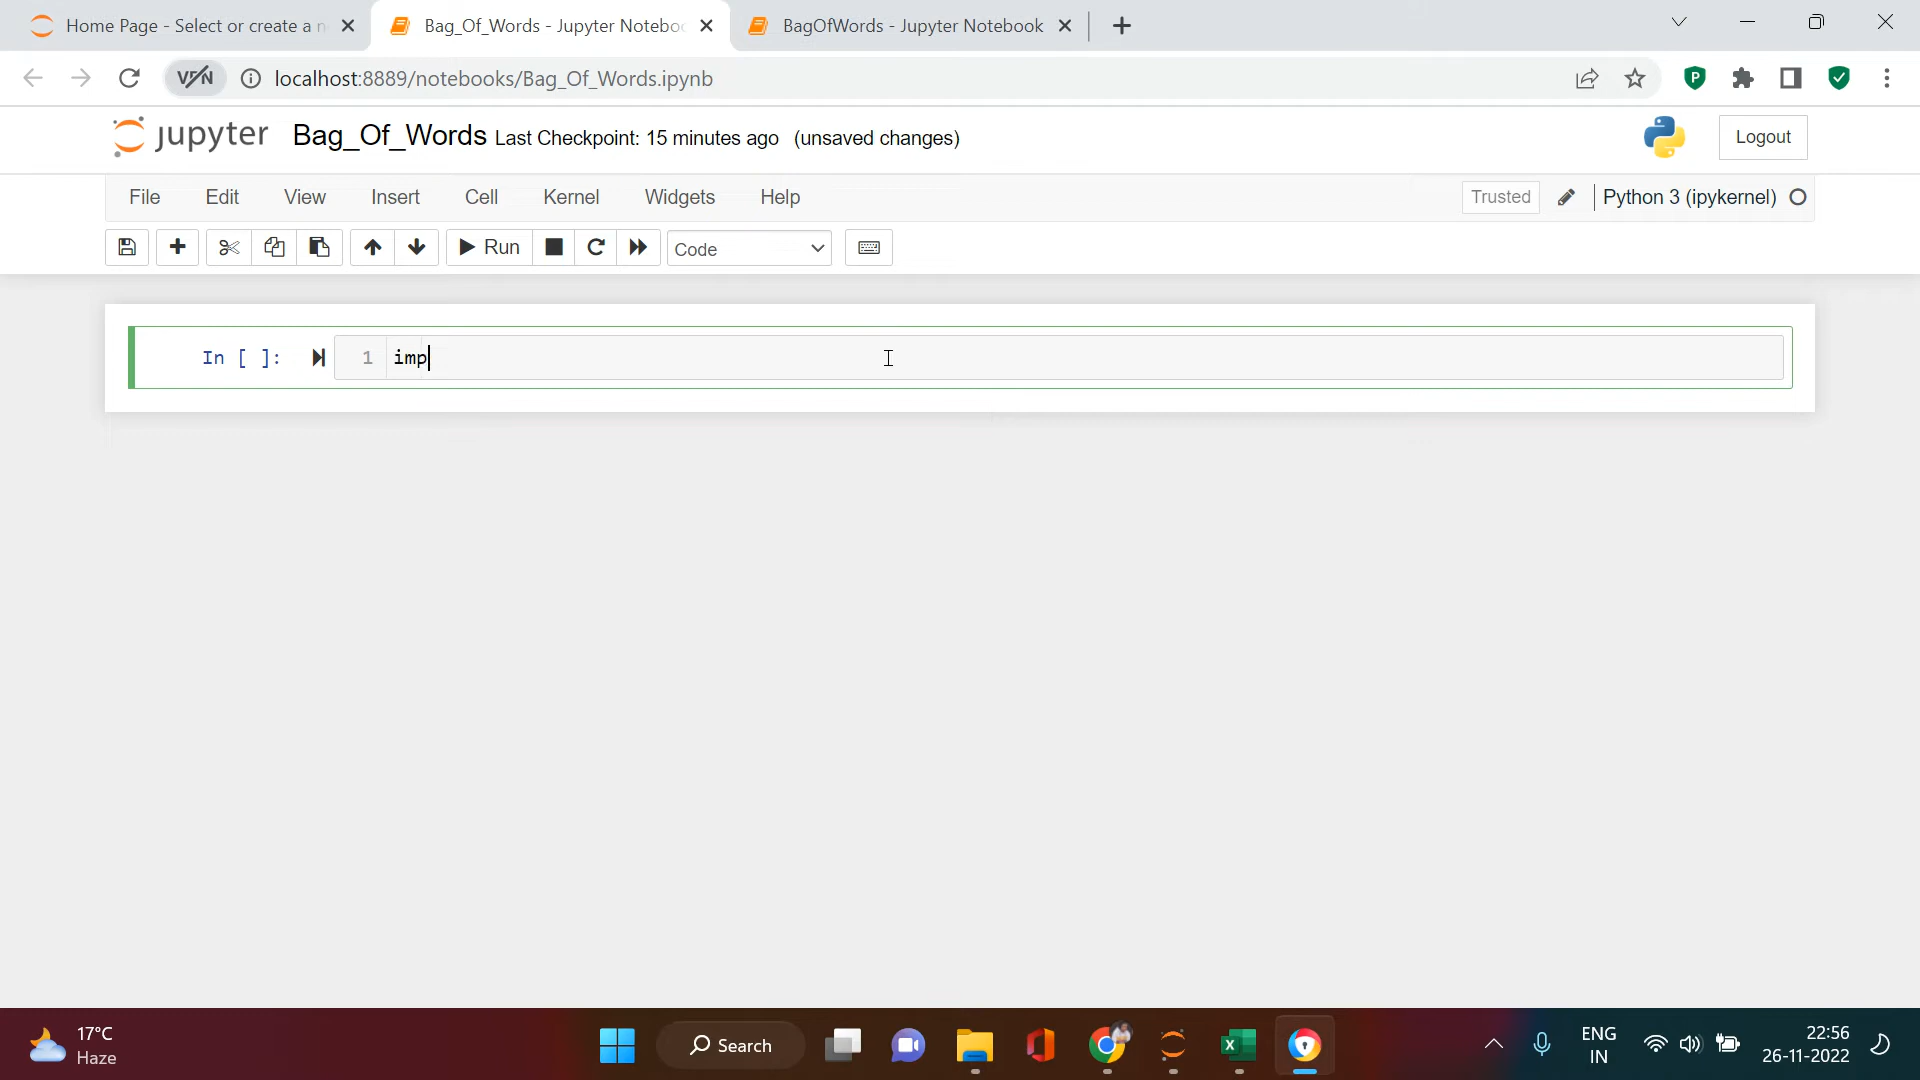 Home Page - Select or create a n
Bag_Of_Words - Jupyter Noteboo
BagOfWords - Jupyter Notebook
VPN
localhost:8889/notebooks/Bag_Of_Words.ipynb
P
jupyter
Bag_Of_Words Last Checkpoint: 15 minutes ago (unsaved changes)
Logout
File Edit View Insert Cell Kernel Widgets Help
Trusted
Python 3 (ipykernel)
Run
Code
In [ ]:
1 imp
17°C
Haze
Search
X
ENG
IN
22:56
26-11-2022